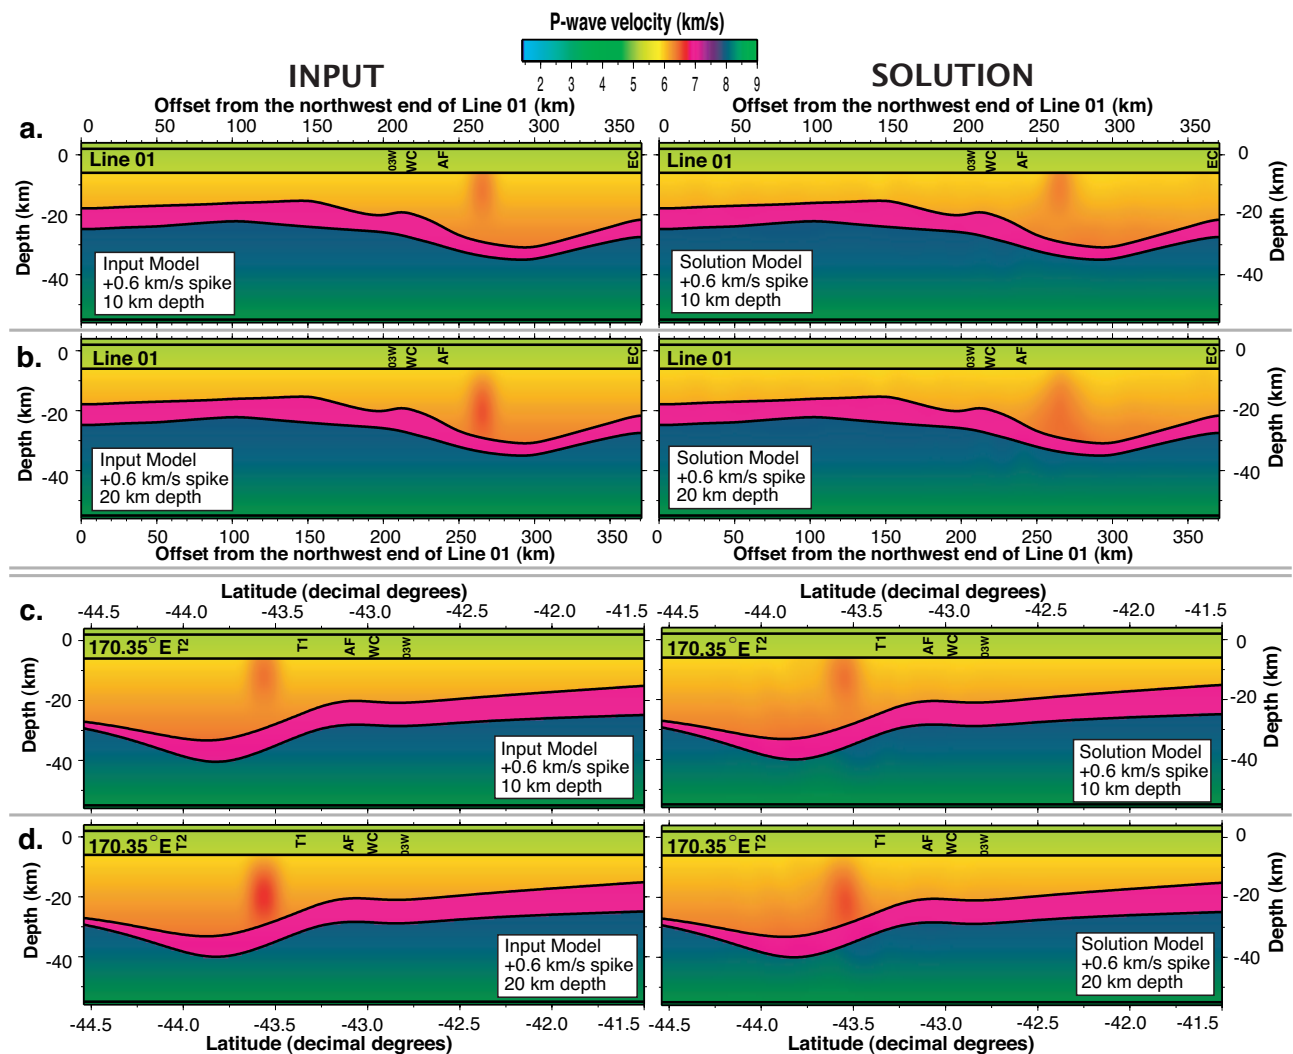 P-wave velocity (km/s)
2 3 4 5 6 7 8 9
INPUT
SOLUTION
Offset from the northwest end of Line 01 (km)
Offset from the northwest end of Line 01 (km)
a.
0 50 100 150 200 250 300 350
0 50 100 150 200 250 300 350
Line 01 03W WC AF EC
Line 01 03W WC AF EC
0 -20 -40
Depth (km)
0 -20 -40
Depth (km)
Input Model
+0.6 km/s spike
10 km depth
Solution Model
+0.6 km/s spike
10 km depth
b.
Line 01 03W WC AF EC
Line 01 03W WC AF EC
0 -20 -40
Depth (km)
0 -20 -40
Depth (km)
Input Model
+0.6 km/s spike
20 km depth
Solution Model
+0.6 km/s spike
20 km depth
0 50 100 150 200 250 300 350
0 50 100 150 200 250 300 350
Offset from the northwest end of Line 01 (km)
Offset from the northwest end of Line 01 (km)
Latitude (decimal degrees)
Latitude (decimal degrees)
c.
-44.5 -44.0 -43.5 -43.0 -42.5 -42.0 -41.5
-44.5 -44.0 -43.5 -43.0 -42.5 -42.0 -41.5
170.35°E T2 T1 AF WC 03W
170.35°E T2 T1 AF WC 03W
0 -20 -40
Depth (km)
0 -20 -40
Depth (km)
Input Model
+0.6 km/s spike
10 km depth
Solution Model
+0.6 km/s spike
10 km depth
d.
170.35°E T2 T1 AF WC 03W
170.35°E T2 T1 AF WC 03W
0 -20 -40
Depth (km)
0 -20 -40
Depth (km)
Input Model
+0.6 km/s spike
20 km depth
Solution Model
+0.6 km/s spike
20 km depth
-44.5 -44.0 -43.5 -43.0 -42.5 -42.0 -41.5
-44.5 -44.0 -43.5 -43.0 -42.5 -42.0 -41.5
Latitude (decimal degrees)
Latitude (decimal degrees)